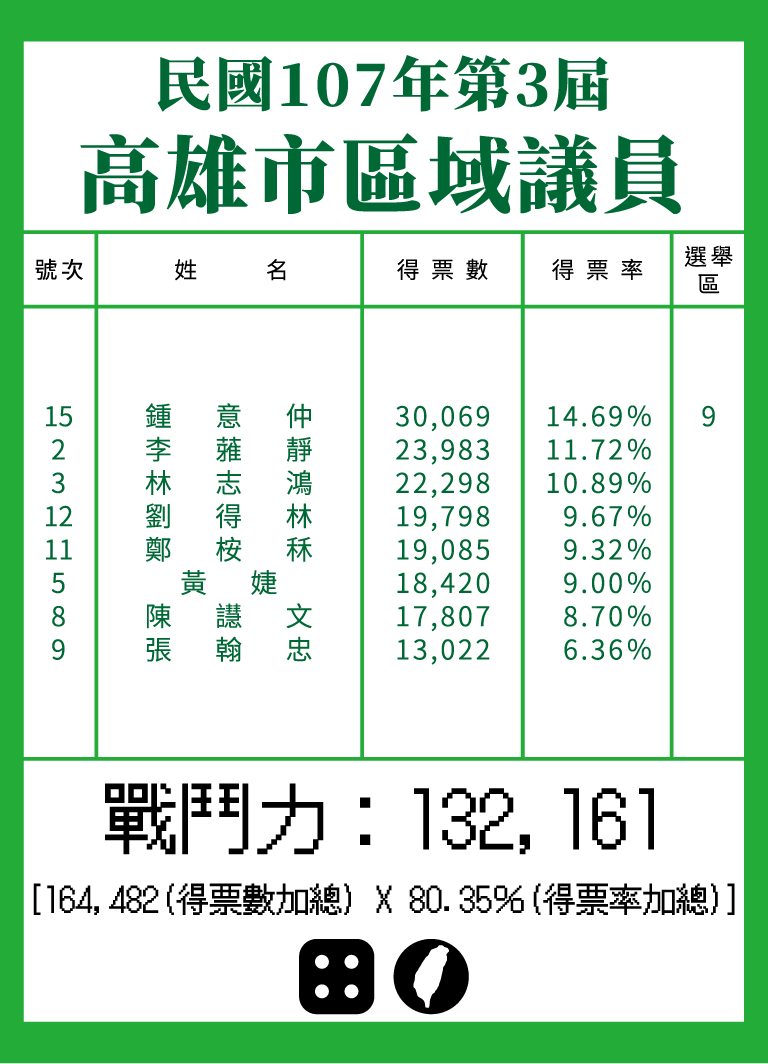 民國107年第3屆
高雄市區域議員
號次 姓名 得票數 得票率 選舉區
15 鍾意仲 30,069 14.69% 9
2 李蕥靜 23,983 11.72%
3 林志鴻 22,298 10.89%
12 劉得林 19,798 9.67%
11 鄭桉秝 19,085 9.32%
5 黃婕 18,420 9.00%
8 陳譿文 17,807 8.70%
9 張翰忠 13,022 6.36%
戰鬥力：132,161
[164,482(得票數加總) X 80.35%(得票率加總)]